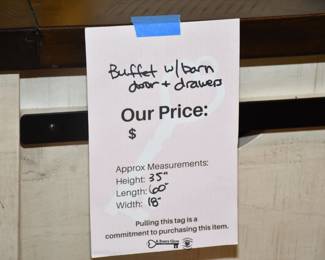 Buffet w/barn
door + drawers
Our Price:
$
Approx Measurements:
Height: 35"
Length: 60"
Width: 18"
Pulling this tag is a
commitment to purchasing this item.